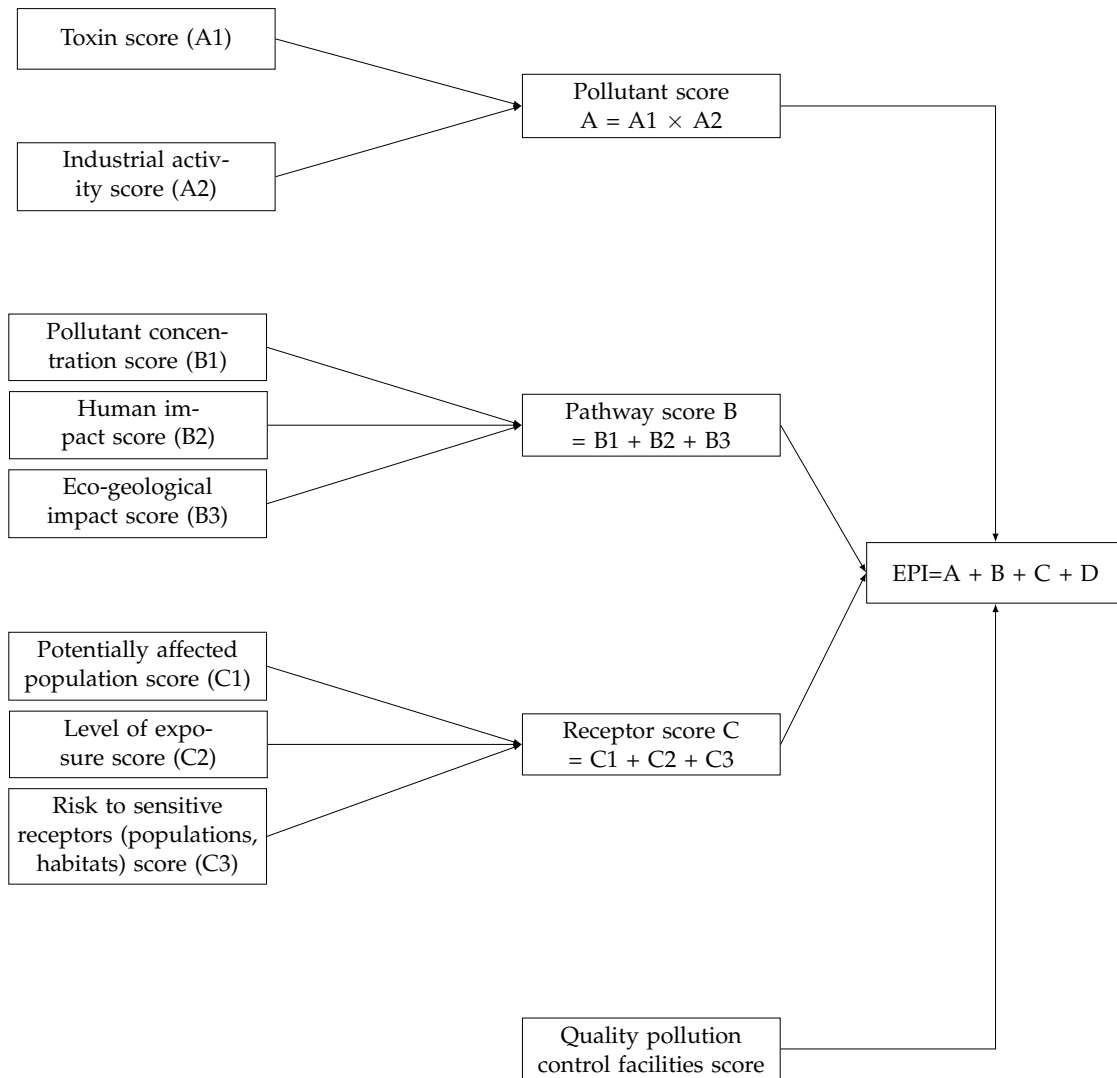 Toxin score (A1)
Industrial activ-
ity score (A2)
Pollutant score
A = A1 × A2
Pollutant concen-
tration score (B1)
Human im-
pact score (B2)
Eco-geological
impact score (B3)
Pathway score B
= B1 + B2 + B3
EPI=A + B + C + D
Potentially affected
population score (C1)
Level of expo-
sure score (C2)
Risk to sensitive
receptors (populations,
habitats) score (C3)
Receptor score C
= C1 + C2 + C3
Quality pollution
control facilities score